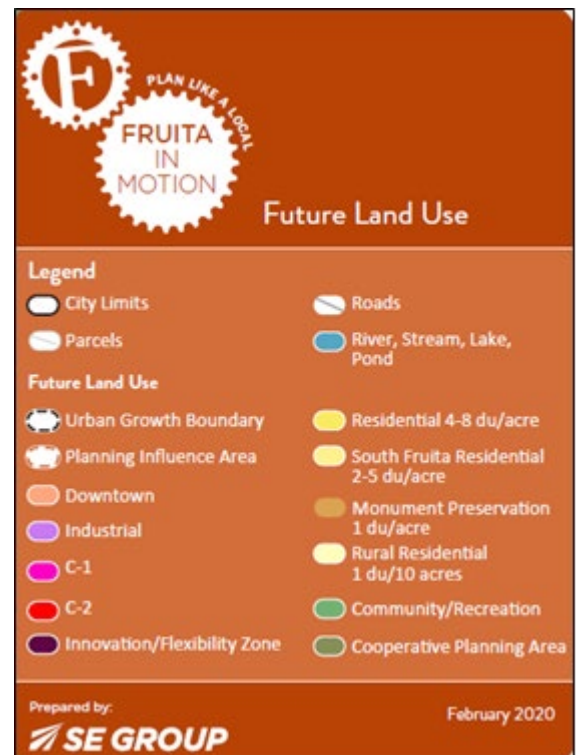 F
PLAN LIKE A LOCAL
FRUITA
IN
MOTION
Future Land Use
Legend
City Limits
Parcels
Roads
River, Stream, Lake,
Pond
Future Land Use
Urban Growth Boundary
Planning Influence Area
Downtown
Industrial
C-1
C-2
Innovation/Flexibility Zone
Residential 4-8 du/acre
South Fruita Residential
2-5 du/acre
Monument Preservation
1 du/acre
Rural Residential
1 du/10 acres
Community/Recreation
Cooperative Planning Area
Prepared by:
SE GROUP
February 2020